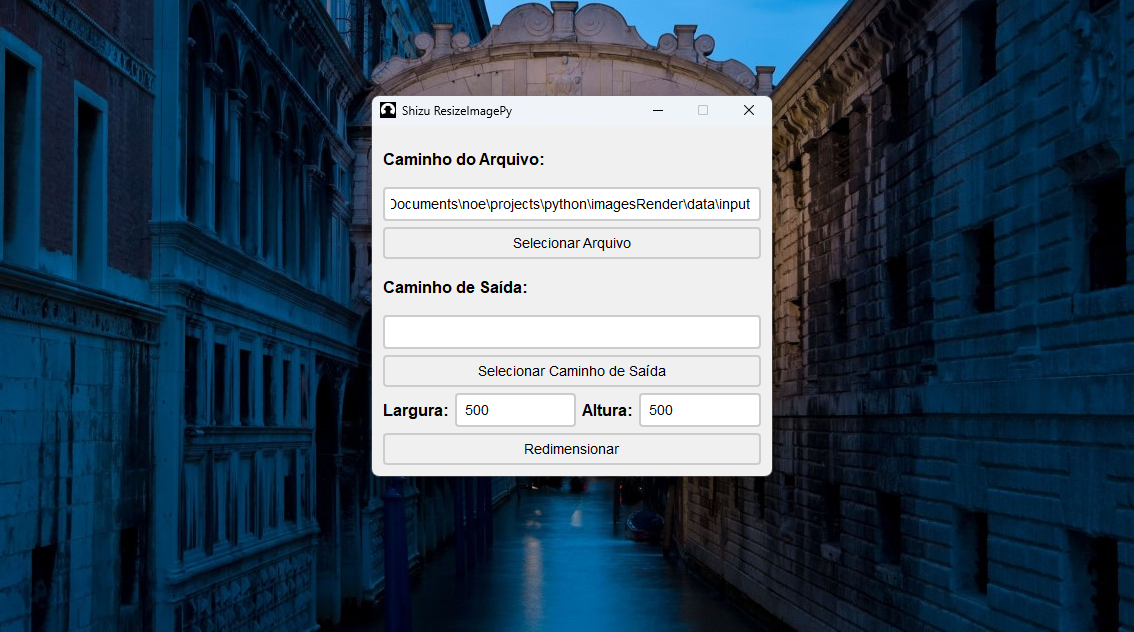 Shizu ResizeImagePy
Caminho do Arquivo:
Documents\noe\projects\python\imagesRender\data\input
Selecionar Arquivo
Caminho de Saída:
Selecionar Caminho de Saída
Largura: 500 Altura: 500
Redimensionar